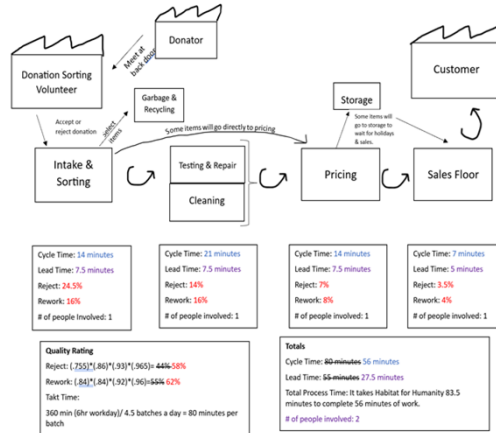 Donator
Donation Sorting
Volunteer
Meet at
back door
Customer
Garbage &
Recycling
Storage
Accept or
reject donation
select
items
Some items will go directly to pricing
Some items will
go to storage to
wait for holidays
& sales.
Intake &
Sorting
Testing & Repair
Cleaning
Pricing
Sales Floor
Cycle Time: 14 minutes
Lead Time: 7.5 minutes
Reject: 24.5%
Rework: 16%
# of people Involved: 1
Cycle Time: 21 minutes
Lead Time: 7.5 minutes
Reject: 14%
Rework: 16%
# of people Involved: 1
Cycle Time: 14 minutes
Lead Time: 7.5 minutes
Reject: 7%
Rework: 8%
# of people involved: 1
Cycle Time: 7 minutes
Lead Time: 5 minutes
Reject: 3.5%
Rework: 4%
# of people involved: 1
Quality Rating
Reject: (.755)*(.86)*(.93)*(.965)= 44% 58%
Rework: (.84)*(.84)*(.92)*(.96)= 55% 62%
Takt Time:
360 min (6hr workday)/ 4.5 batches a day = 80 minutes per
batch
Totals
Cycle Time: 80 minutes 56 minutes
Lead Time: 55 minutes 27.5 minutes
Total Process Time: It takes Habitat for Humanity 83.5
minutes to complete 56 minutes of work.
# of people involved: 2